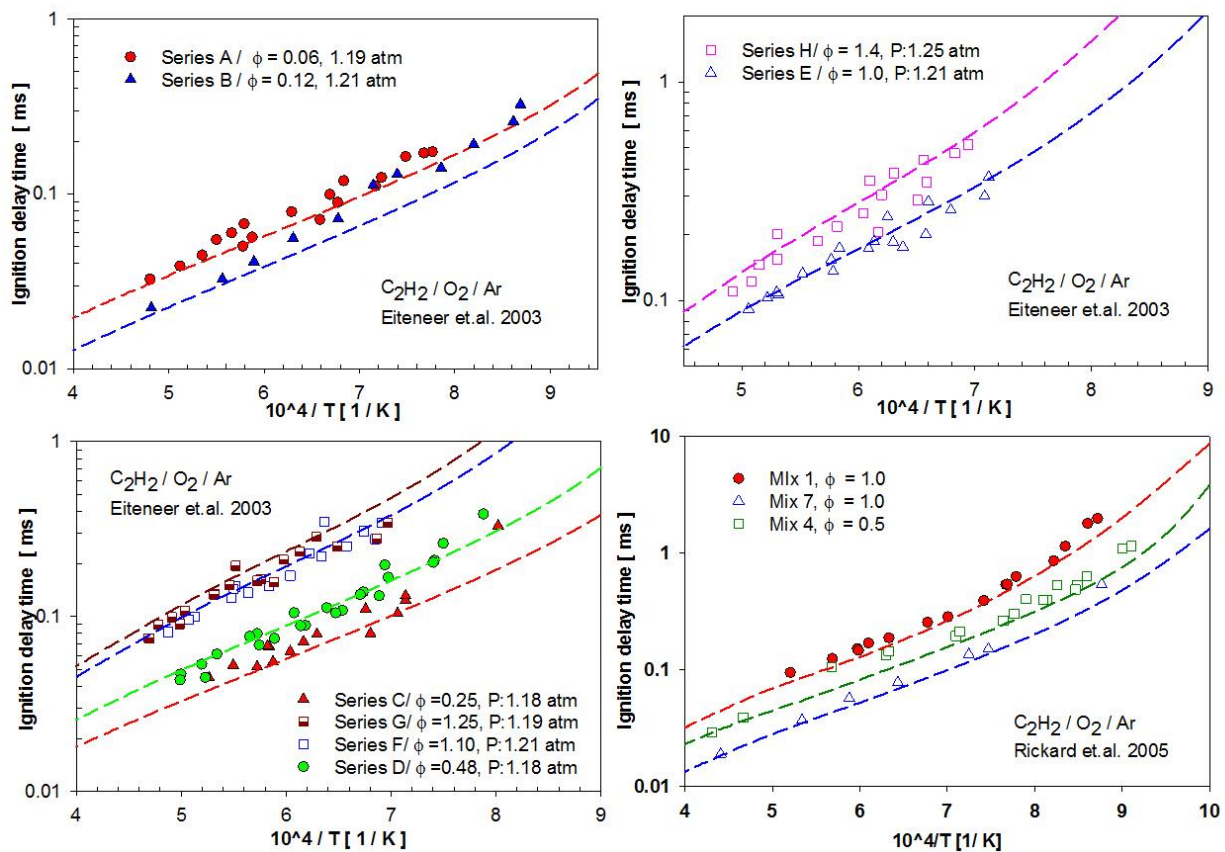 1
Series A / ϕ = 0.06, 1.19 atm
Series B / ϕ = 0.12, 1.21 atm
Ignition delay time [ ms]
0.1
C2H2 / O2 / Ar
Eiteneer et.al. 2003
0.01
4 5 6 7 8 9
10^4 / T [ 1 / K ]
Series H/ ϕ = 1.4, P:1.25 atm
Series E / ϕ = 1.0, P:1.21 atm
1
Ignition delay time [ ms]
0.1
C2H2 / O2 / Ar
Eiteneer et.al. 2003
5 6 7 8 9
10^4 / T [ 1 / K ]
1
C2H2 / O2 / Ar
Eiteneer et.al. 2003
Ignition delay time [ ms]
0.1
Series C/ ϕ =0.25, P:1.18 atm
Series G/ ϕ =1.25, P:1.19 atm
Series F/ ϕ =1.10, P:1.21 atm
Series D/ ϕ =0.48, P:1.18 atm
0.01
4 5 6 7 8 9
10^4 / T [ 1 / K ]
10
MIx 1, ϕ = 1.0
Mix 7, ϕ = 1.0
Mix 4, ϕ = 0.5
1
Ignition delay time [ ms]
0.1
C2H2 / O2 / Ar
Rickard et.al. 2005
0.01
4 5 6 7 8 9 10
10^4/T [1/ K]